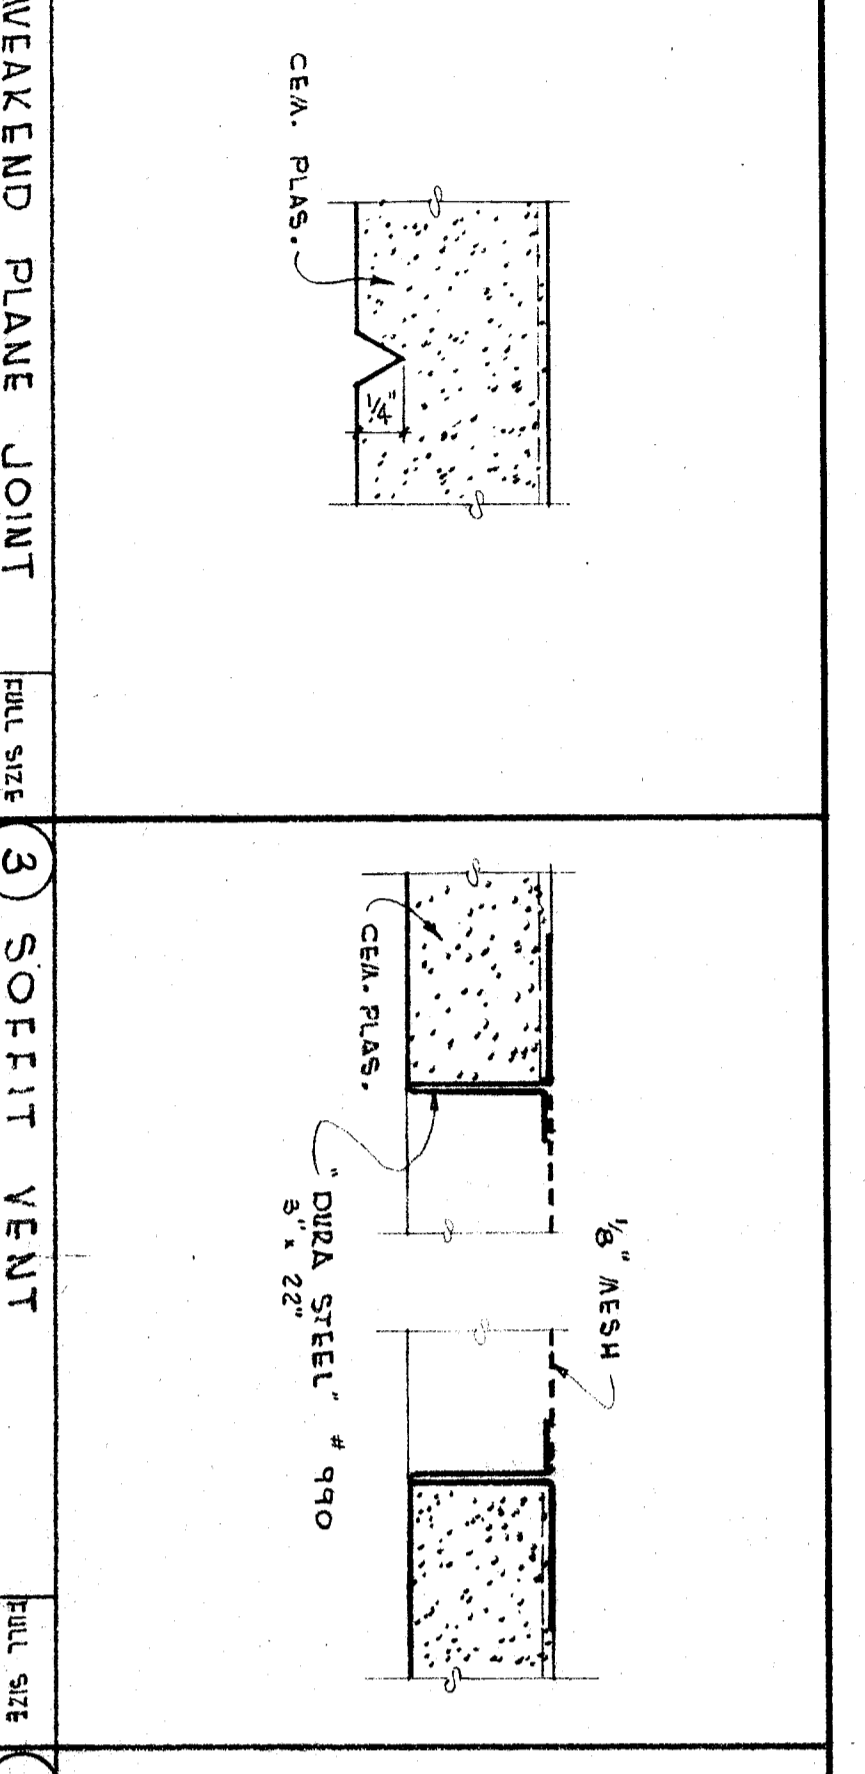 CEM. PLAS.
1/4"
WEAKEND PLANE JOINT
FULL SIZE
1/8" MESH
CEM. PLAS.
"DURA STEEL" # 990
3" x 22"
3 SOFFIT VENT
FULL SIZE